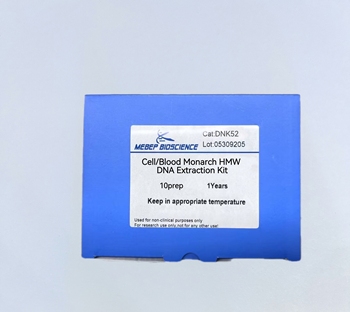 Cat:DNK52
MEBEP BIOSCIENCE
Lot:05309205
Cell/Blood Monarch HMW
DNA Extraction Kit
10prep 1Years
Keep in appropriate temperature
Used for non-clinical purposes only
For research use only,not for any other use